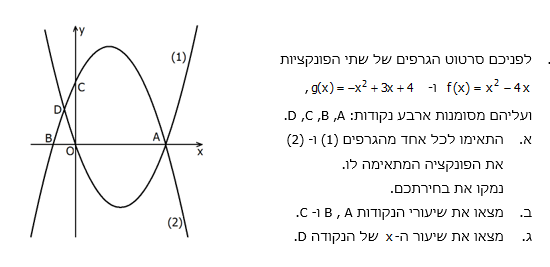 . לפניכם סרטוט הגרפים של שתי הפונקציות
f(x) = x² – 4x ו- g(x) = –x² + 3x + 4 ,
ועליהם מסומנות ארבע נקודות: A, B, C, D.
א. התאימו לכל אחד מהגרפים (1) ו- (2)
את הפונקציה המתאימה לו.
נמקו את בחירתכם.
ב. מצאו את שיעורי הנקודות A , B ו- C.
ג. מצאו את שיעור ה-x של הנקודה D.
y
(1)
C
D
B
O
A
x
(2)